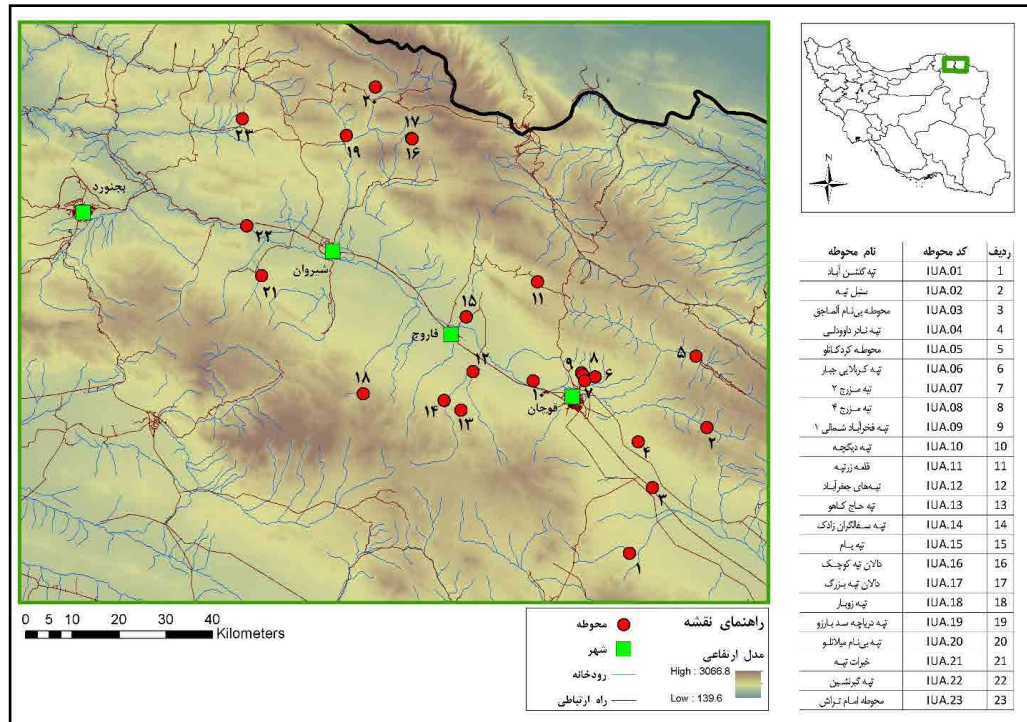 ۲۰
۱۷
۲۳
۱۹
۱۶
بجنورد
۲۲
شیروان
۲۱
۱۱
۱۵
فاروج
۵
۱۲
۹
۸
۶
۱۸
۱۰
۷
قوچان
۱۴
۱۳
۲
۴
۳
۱
0 5 10 20 30 40
Kilometers
راهنمای نقشه
محوطه
شهر
رودخانه
راه ارتباطی
مدل ارتفاعی
High : 3066.8
Low : 139.6
N
ردیف کد محوطه نام محوطه
1 IUA.01 تپه گلشن آباد
2 IUA.02 سنبل تپه
3 IUA.03 محوطه بی‌نام آلماجق
4 IUA.04 تپه نادر داوودلی
5 IUA.05 محوطه کردکانلو
6 IUA.06 تپه کربلایی جبار
7 IUA.07 تپه مزرج ۲
8 IUA.08 تپه مزرج ۴
9 IUA.09 تپه فخرآباد شمالی ۱
10 IUA.10 تپه دیگچه
11 IUA.11 قلعه زرتپه
12 IUA.12 تپه‌های جعفرآباد
13 IUA.13 تپه حاج کاهو
14 IUA.14 تپه سفالگران زادک
15 IUA.15 تپه یام
16 IUA.16 دالان تپه کوچک
17 IUA.17 دالان تپه بزرگ
18 IUA.18 تپه زوبار
19 IUA.19 تپه دریاچه سد بارزو
20 IUA.20 تپه بی‌نام میلانلو
21 IUA.21 خیرات تپه
22 IUA.22 تپه گبرنشین
23 IUA.23 محوطه امام تراش